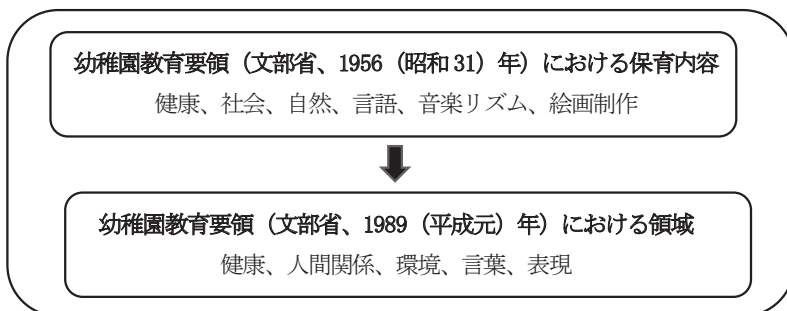 幼稚園教育要領（文部省、1956（昭和31）年）における保育内容
健康、社会、自然、言語、音楽リズム、絵画制作
幼稚園教育要領（文部省、1989（平成元）年）における領域
健康、人間関係、環境、言葉、表現